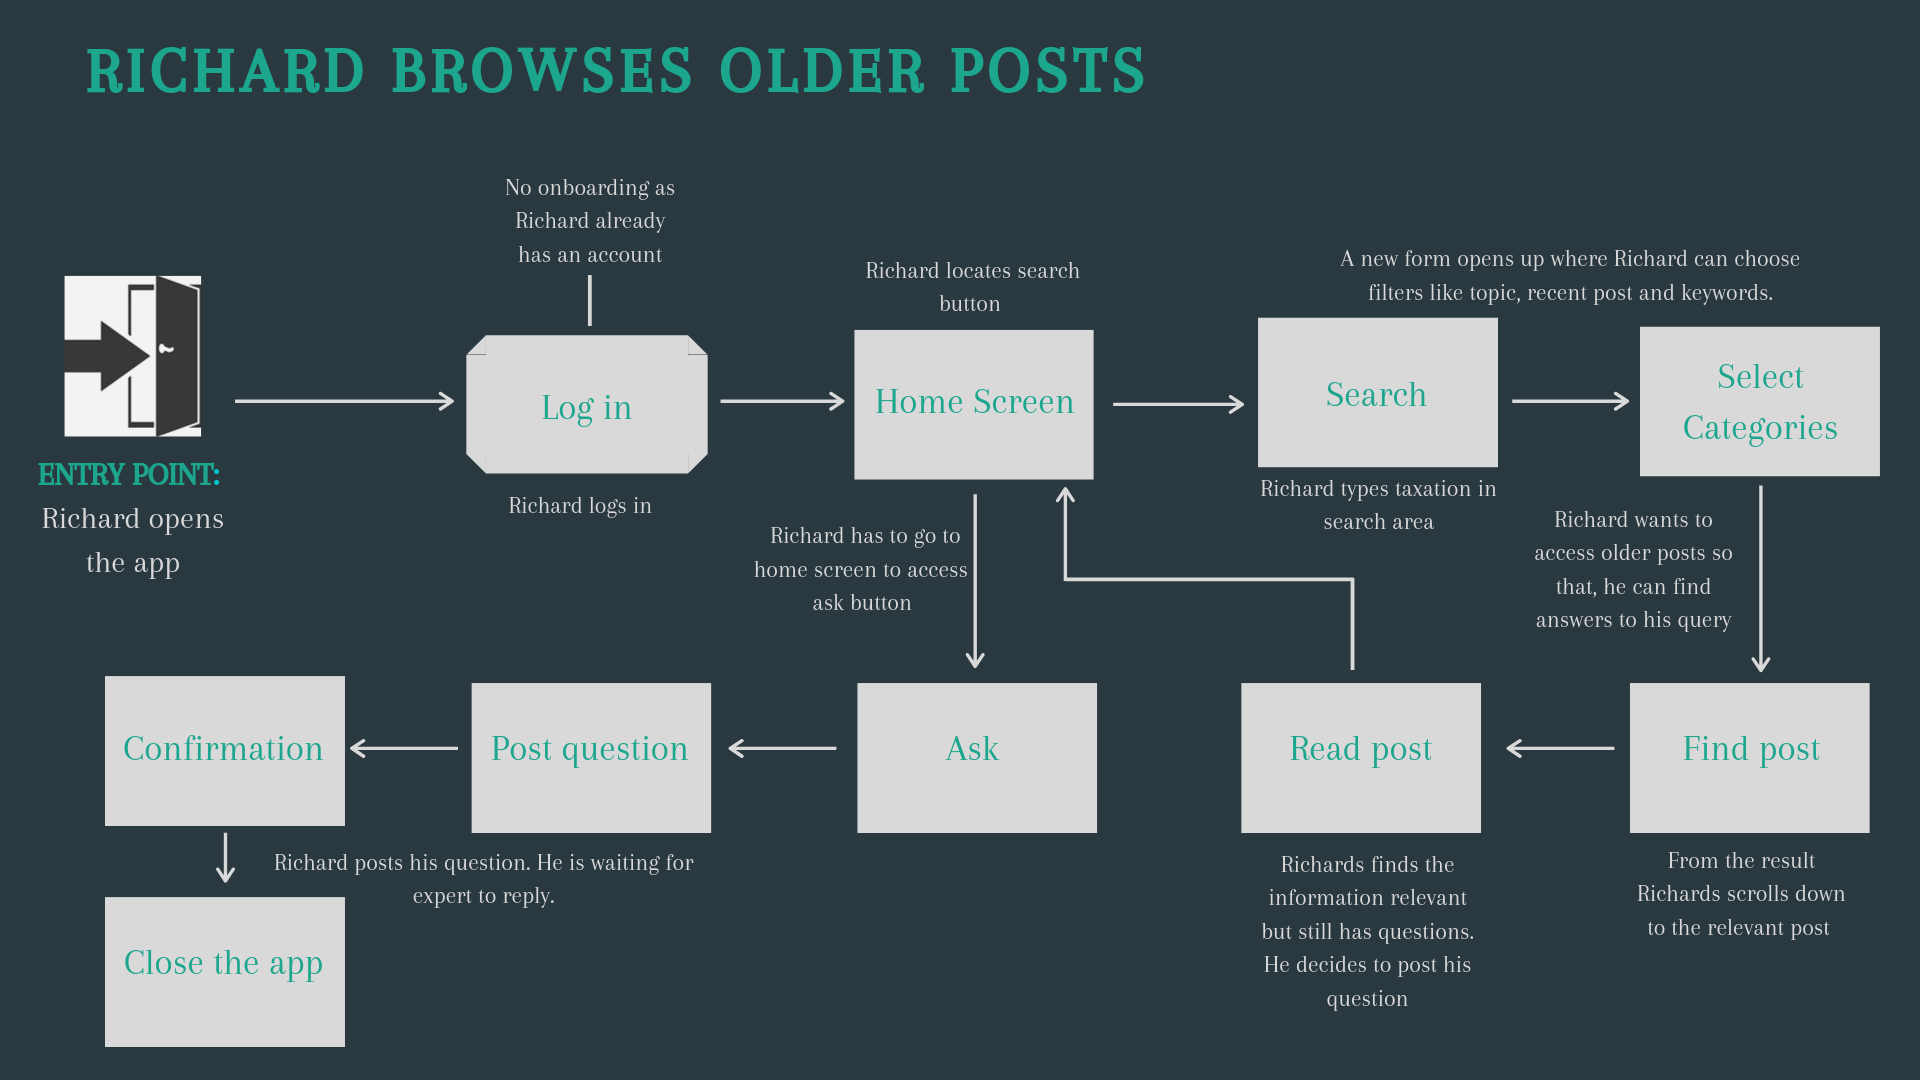 RICHARD BROWSES OLDER POSTS
No onboarding as
Richard already
has an account
ENTRY POINT:
Richard opens
the app
Log in
Richard logs in
Richard locates search
button
Home Screen
Richard has to go to
home screen to access
ask button
A new form opens up where Richard can choose
filters like topic, recent post and keywords.
Search
Richard types taxation in
search area
Select
Categories
Richard wants to
access older posts so
that, he can find
answers to his query
Find post
From the result
Richards scrolls down
to the relevant post
Read post
Richards finds the
information relevant
but still has questions.
He decides to post his
question
Ask
Post question
Richard posts his question. He is waiting for
expert to reply.
Confirmation
Close the app